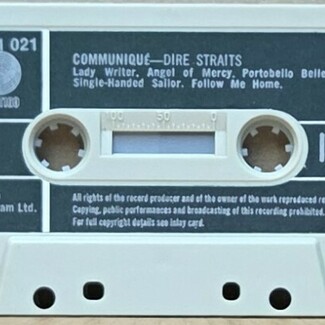 021
COMMUNIQUÉ—DIRE STRAITS
Lady Writer. Angel of Mercy. Portobello Belle
Single-Handed Sailor. Follow Me Home.
100 50 0
am Ltd.
All rights of the record producer and of the owner of the work reproduced re
Copying, public performances and broadcasting of this recording prohibited.
For full copyright details see inlay card.